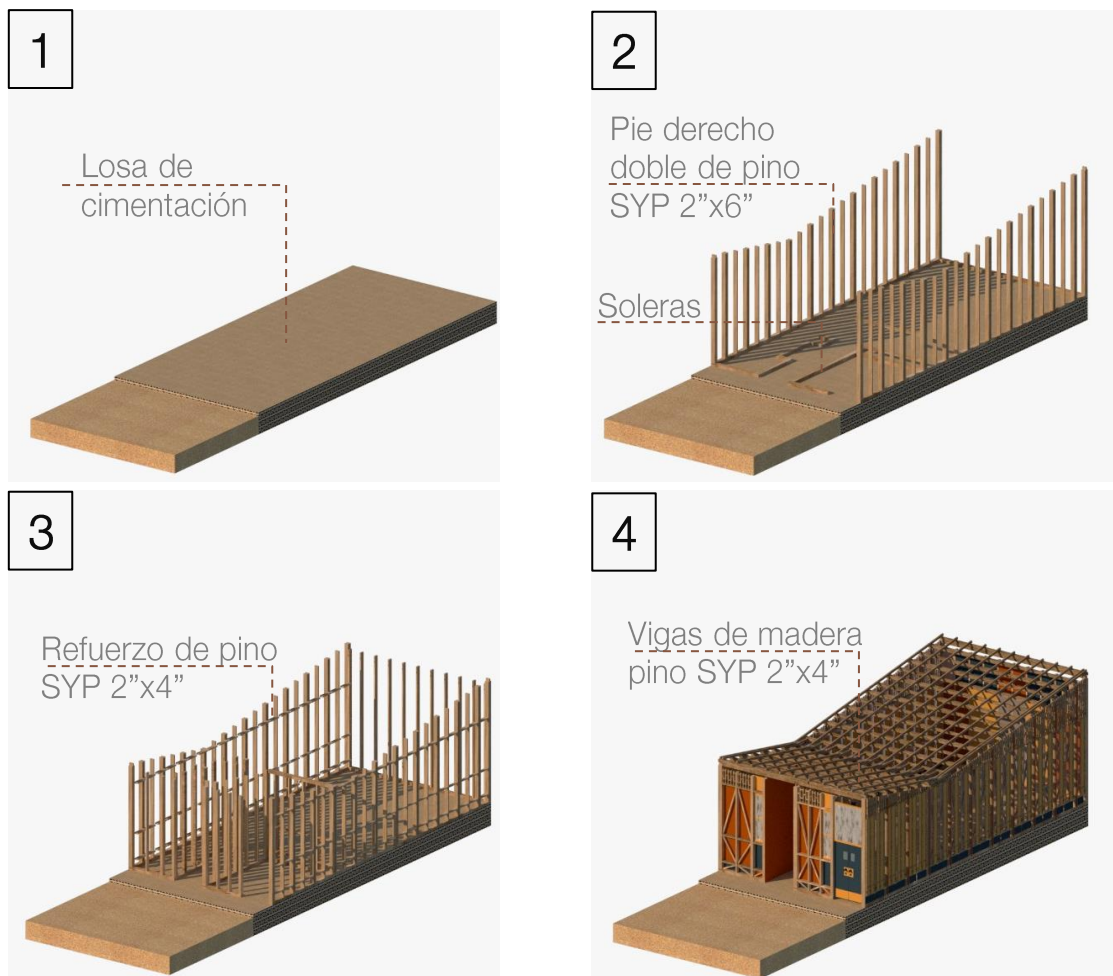 1
Losa de
cimentación
2
Pie derecho
doble de pino
SYP 2”x6”
Soleras
3
Refuerzo de pino
SYP 2”x4”
4
Vigas de madera
pino SYP 2”x4”